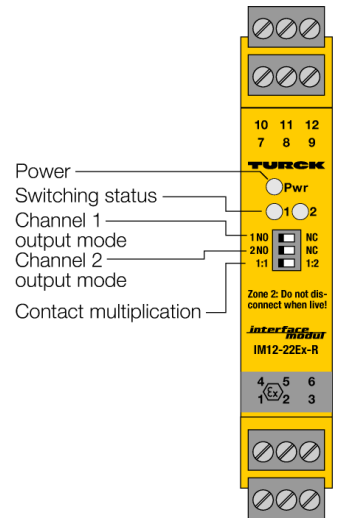 10 11 12
7 8 9
TURCK
Power
Pwr
Switching status
1 2
Channel 1
output mode
1 NO NC
Channel 2
output mode
2 NO NC
1:1 1:2
Contact multiplication
Zone 2: Do not dis-
connect when live!
interface
modul
IM12-22Ex-R
4 5 6
Ex
1 2 3